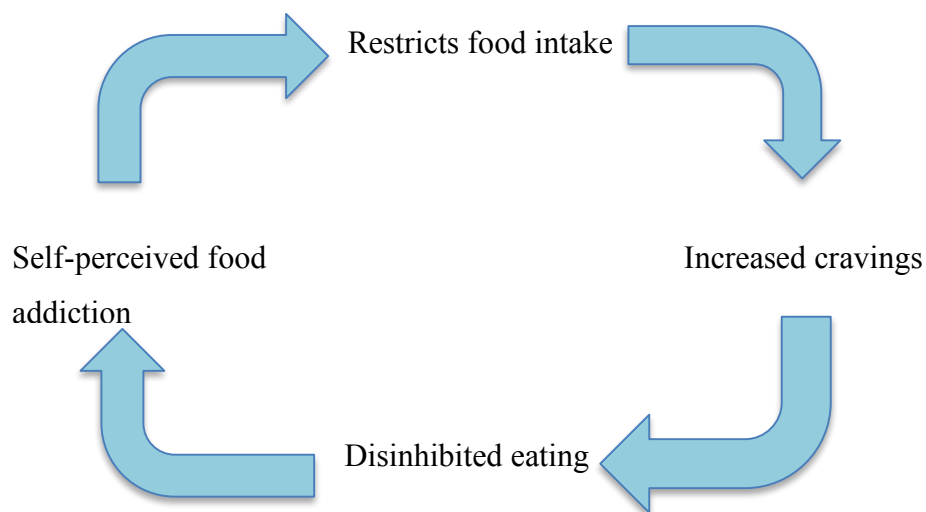 Restricts food intake
Self-perceived food
addiction
Increased cravings
Disinhibited eating